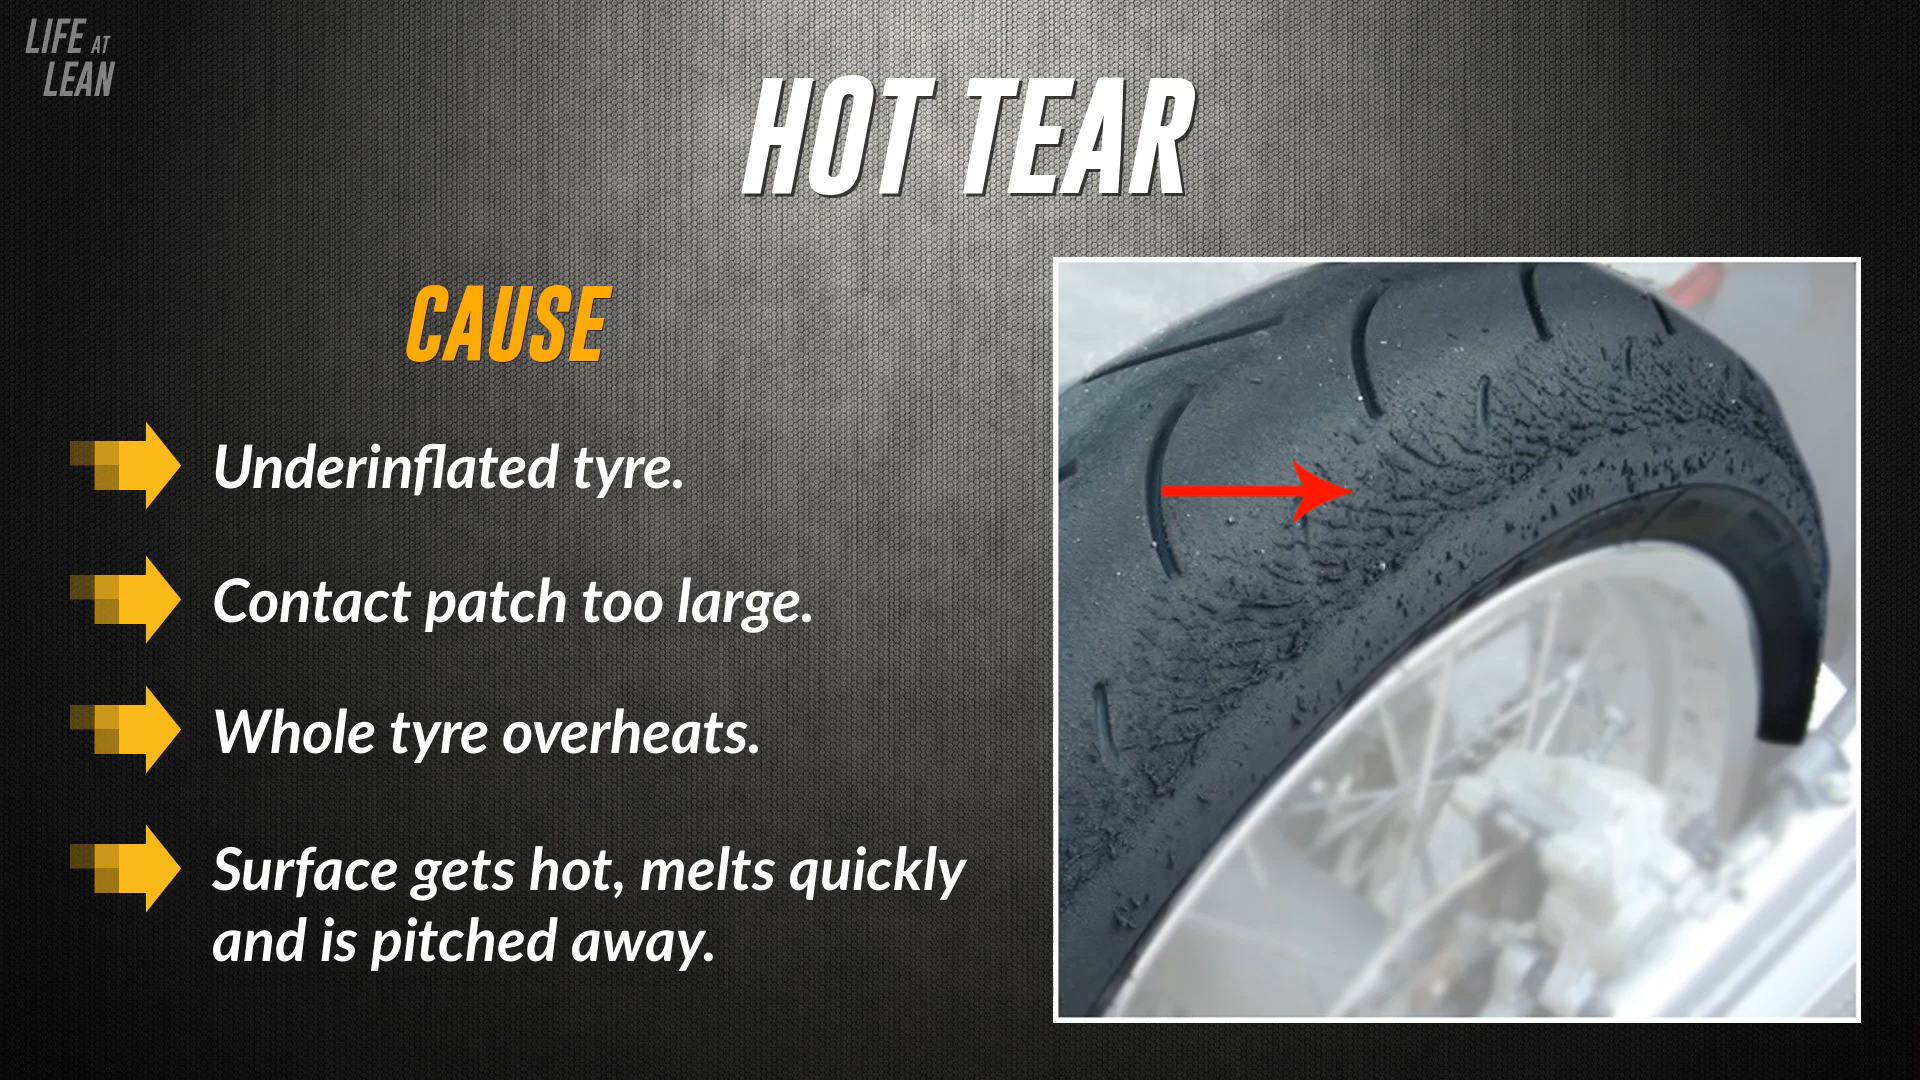 LIFE AT
LEAN
HOT TEAR
CAUSE
Underinflated tyre.
Contact patch too large.
Whole tyre overheats.
Surface gets hot, melts quickly
and is pitched away.